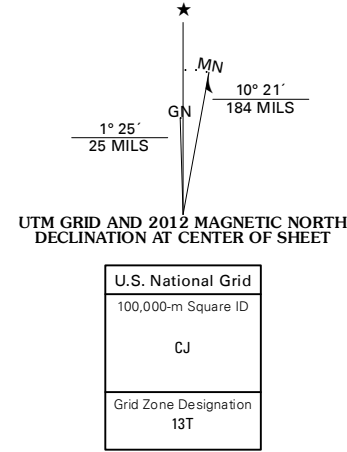 ★
MN
GN
10° 21´
184 MILS
1° 25´
25 MILS
UTM GRID AND 2012 MAGNETIC NORTH
DECLINATION AT CENTER OF SHEET
U.S. National Grid
100,000-m Square ID
CJ
Grid Zone Designation
13T